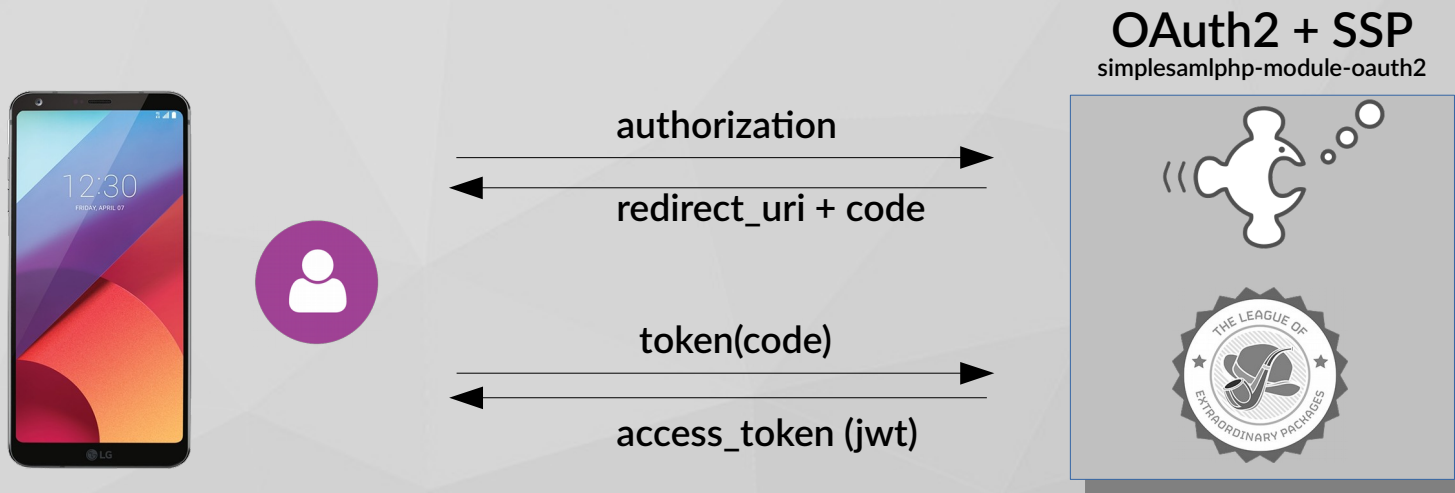 OAuth2 + SSP
simplesamlphp-module-oauth2
12:30
FRIDAY, APRIL 07
LG
authorization
redirect_uri + code
token(code)
access_token (jwt)
THE LEAGUE OF
EXTRAORDINARY PACKAGES